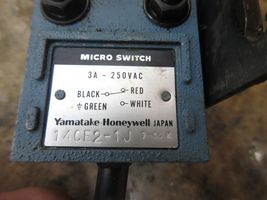 MICRO SWITCH
3A - 250VAC
BLACK RED
GREEN WHITE
Yamatake-Honeywell JAPAN
14CE2-1J